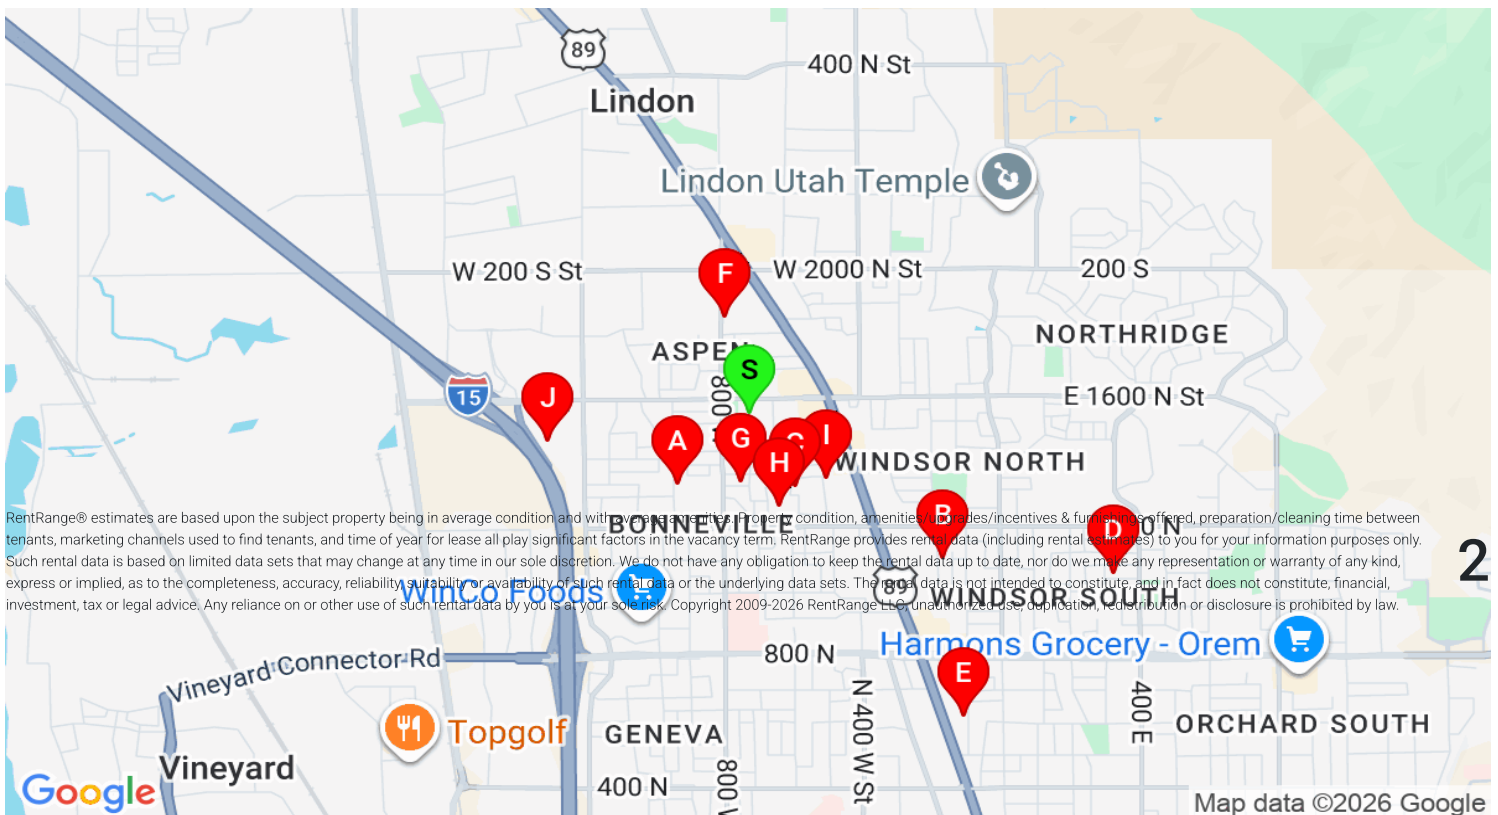 89
400 N St
Lindon
Lindon Utah Temple
W 200 S St
F
W 2000 N St
200 S
NORTHRIDGE
ASPEN
S
15
J
800
E 1600 N St
A
G
C
I
H
WINDSOR NORTH
B
D
BONNEVILLE
N
RentRange® estimates are based upon the subject property being in average condition and with average amenities. Property condition, amenities/upgrades/incentives & furnishings offered, preparation/cleaning time between
tenants, marketing channels used to find tenants, and time of year for lease all play significant factors in the vacancy term. RentRange provides rental data (including rental estimates) to you for your information purposes only.
Such rental data is based on limited data sets that may change at any time in our sole discretion. We do not have any obligation to keep the rental data up to date, nor do we make any representation or warranty of any kind,
express or implied, as to the completeness, accuracy, reliability, suitability or availability of such rental data or the underlying data sets. The rental data is not intended to constitute, and in fact does not constitute, financial,
investment, tax or legal advice. Any reliance on or other use of such rental data by you is at your sole risk. Copyright 2009-2026 RentRange LLC, unauthorized use, duplication, redistribution or disclosure is prohibited by law.
2
WinCo Foods
89
WINDSOR SOUTH
Harmons Grocery - Orem
800 N
Vineyard Connector Rd
E
N 400 W St
400 E
ORCHARD SOUTH
Topgolf
GENEVA
Vineyard
400 N
800 W
Google
Map data ©2026 Google